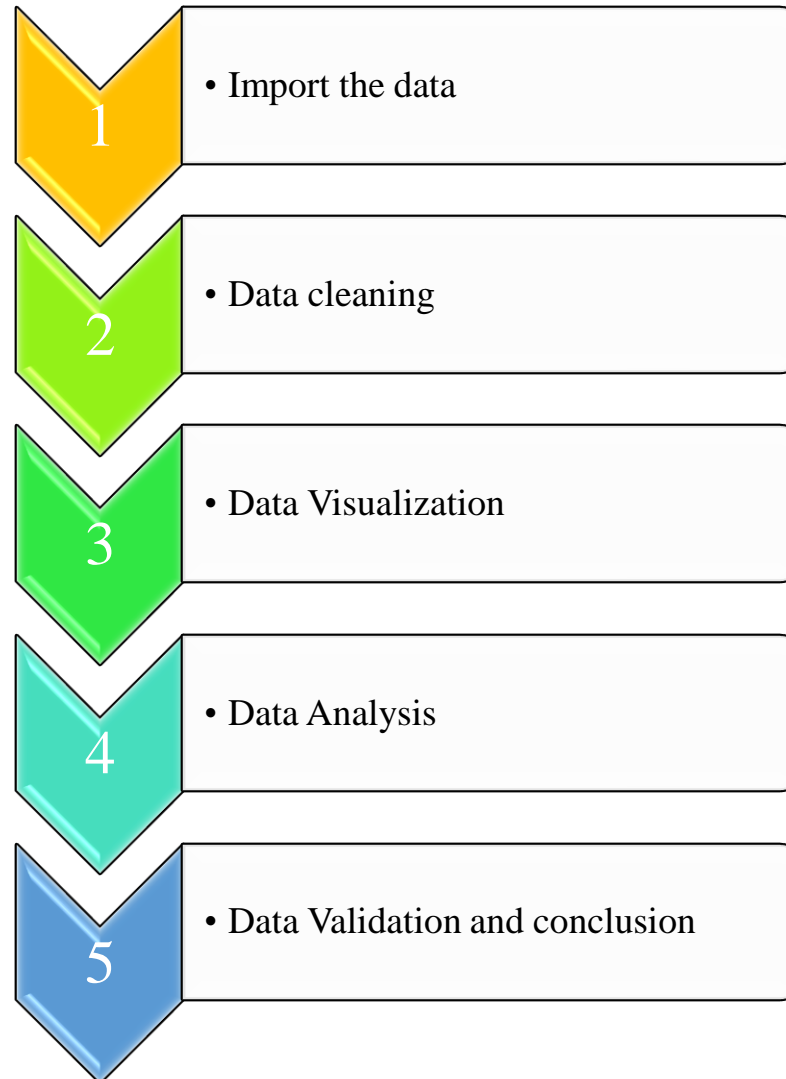 1
• Import the data
2
• Data cleaning
3
• Data Visualization
4
• Data Analysis
5
• Data Validation and conclusion